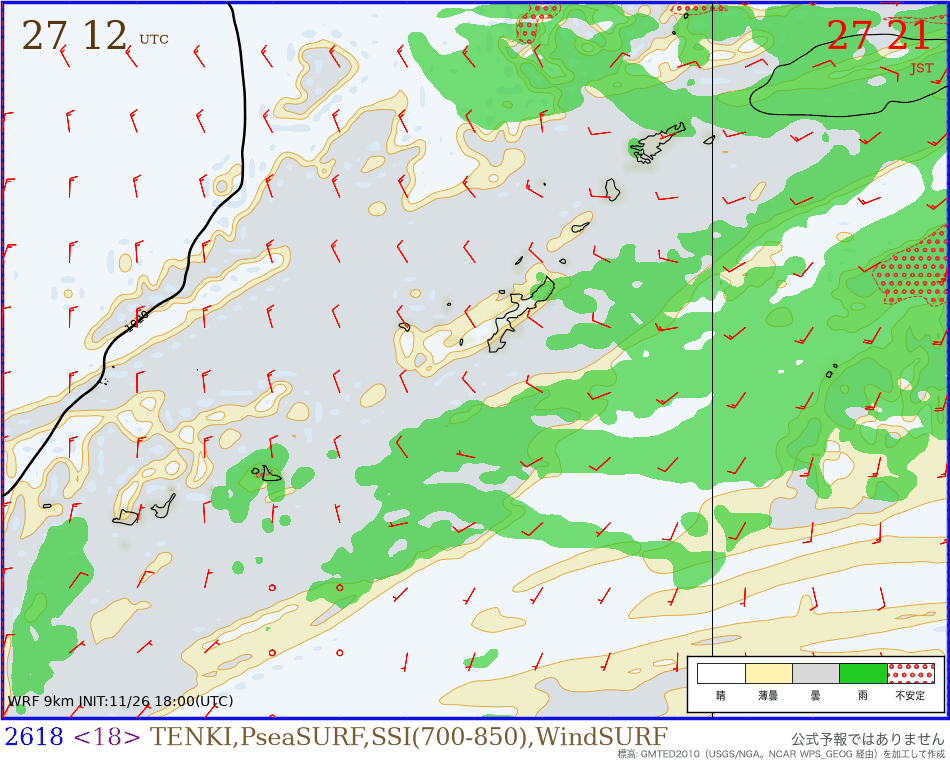 27 12 UTC
27 21
JST
WRF 9km INIT:11/26 18:00(UTC)
晴 薄曇 曇 雨 不安定
2618 <18> TENKI,PseaSURF,SSI(700-850),WindSURF
公式予報ではありません
標高: GMTED2010（USGS/NGA。NCAR WPS_GEOG 経由）を加工して作成